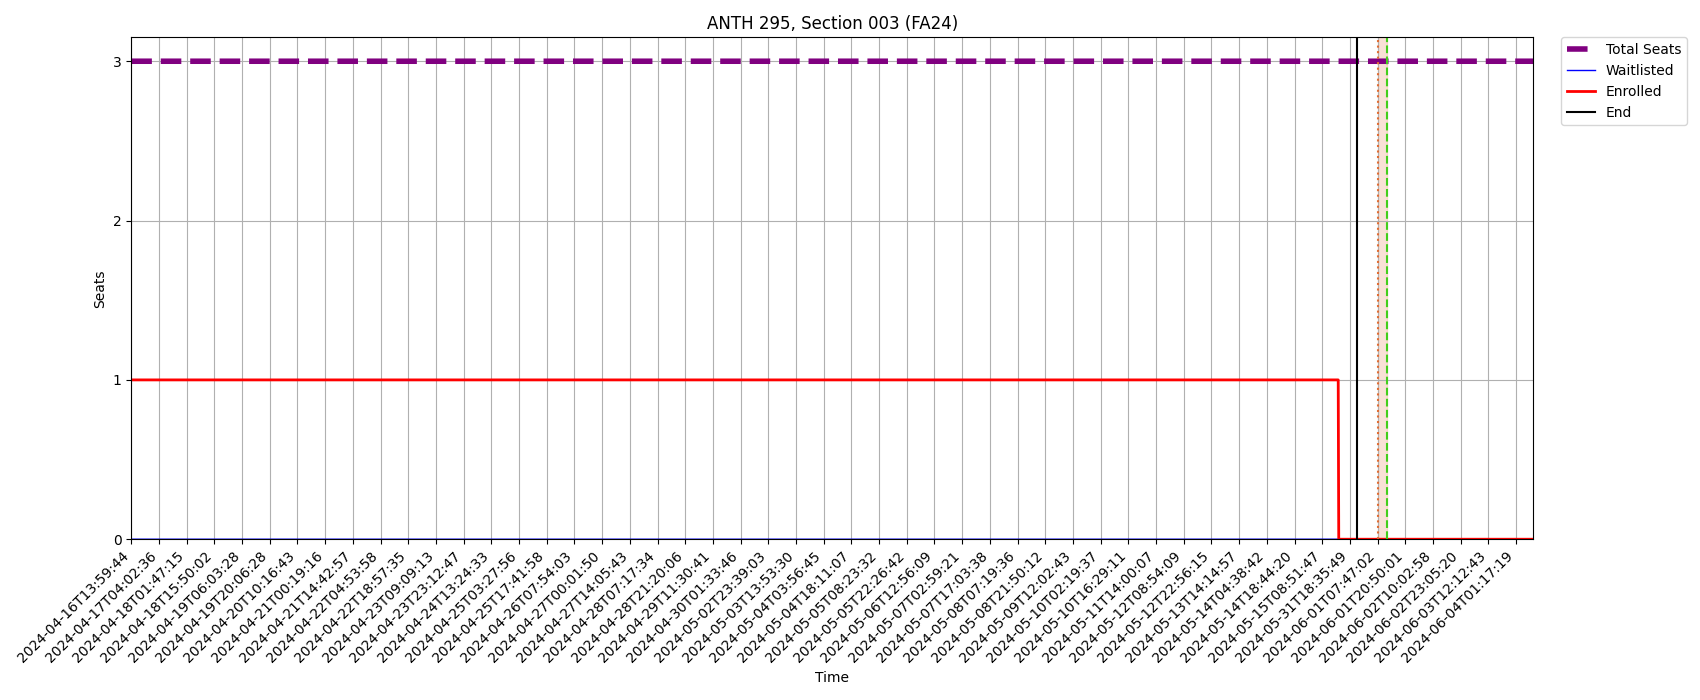 ANTH 295, Section 003 (FA24)
Total Seats
Waitlisted
Enrolled
End
3
2
1
0
Seats
2024-04-16T13:59:44
2024-04-17T04:02:36
2024-04-18T01:47:15
2024-04-18T15:50:02
2024-04-19T06:03:28
2024-04-19T20:06:28
2024-04-20T10:16:43
2024-04-21T00:19:16
2024-04-21T14:42:57
2024-04-22T04:53:58
2024-04-22T18:57:35
2024-04-23T09:09:13
2024-04-23T23:12:47
2024-04-24T13:24:33
2024-04-25T03:27:56
2024-04-25T17:41:58
2024-04-26T07:54:03
2024-04-27T00:01:50
2024-04-27T14:05:43
2024-04-28T07:17:34
2024-04-28T21:20:06
2024-04-29T11:30:41
2024-04-30T01:33:46
2024-05-02T23:39:03
2024-05-03T13:53:30
2024-05-04T03:56:45
2024-05-04T18:11:07
2024-05-05T08:23:32
2024-05-05T22:26:42
2024-05-06T12:56:09
2024-05-07T02:59:21
2024-05-07T17:03:38
2024-05-08T07:19:36
2024-05-08T21:50:12
2024-05-09T12:02:43
2024-05-10T02:19:37
2024-05-10T16:29:11
2024-05-11T14:00:07
2024-05-12T08:54:09
2024-05-12T22:56:15
2024-05-13T14:14:57
2024-05-14T04:38:42
2024-05-14T18:44:20
2024-05-15T08:51:47
2024-05-31T18:35:49
2024-06-01T07:47:02
2024-06-01T20:50:01
2024-06-02T10:02:58
2024-06-02T23:05:20
2024-06-03T12:12:43
2024-06-04T01:17:19
Time